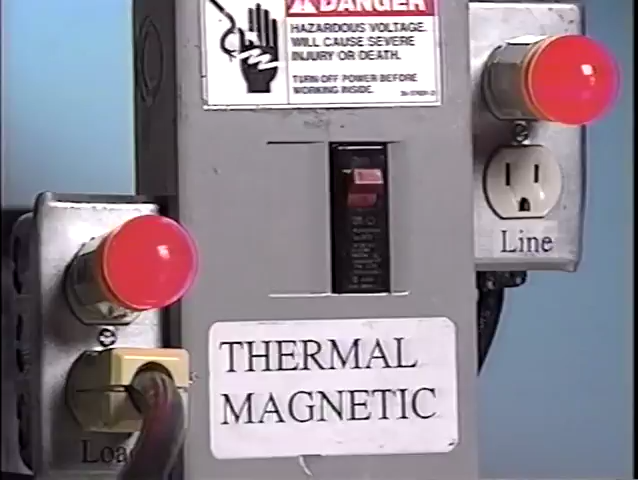 DANGER
HAZARDOUS VOLTAGE.
WILL CAUSE SEVERE
INJURY OR DEATH.
TURN OFF POWER BEFORE
WORKING INSIDE.
Line
THERMAL
MAGNETIC